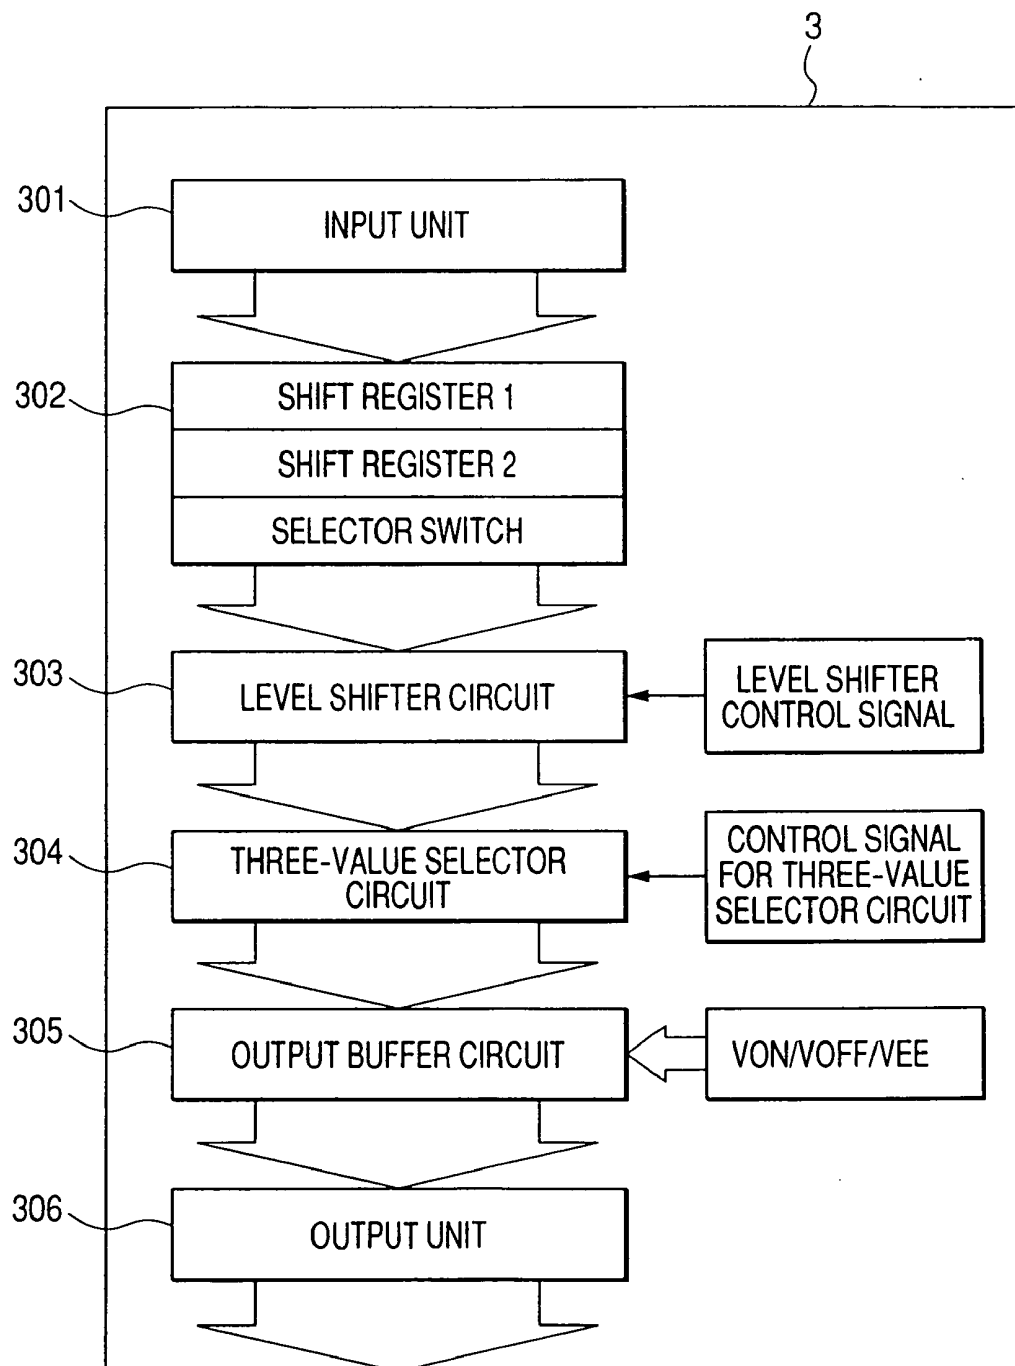 3
301
INPUT UNIT
302
SHIFT REGISTER 1
SHIFT REGISTER 2
SELECTOR SWITCH
303
LEVEL SHIFTER CIRCUIT
LEVEL SHIFTER
CONTROL SIGNAL
304
THREE-VALUE SELECTOR
CIRCUIT
CONTROL SIGNAL
FOR THREE-VALUE
SELECTOR CIRCUIT
305
OUTPUT BUFFER CIRCUIT
VON/VOFF/VEE
306
OUTPUT UNIT